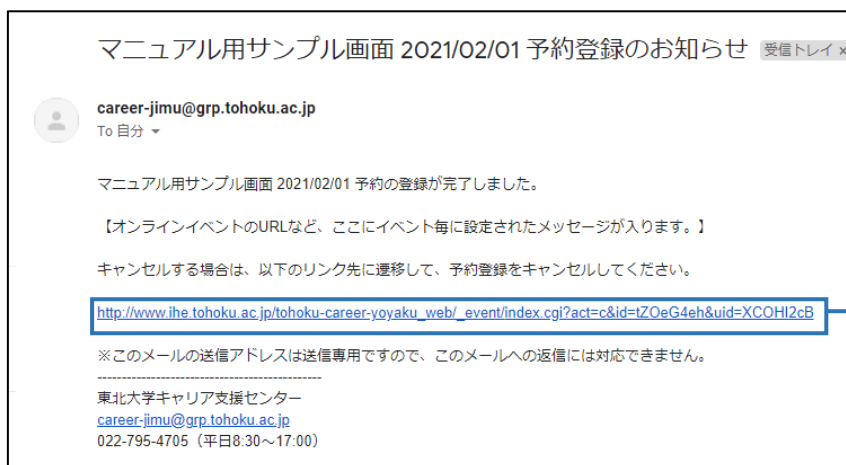 マニュアル用サンプル画面 2021/02/01 予約登録のお知らせ 受信トレイ ×
career-jimu@grp.tohoku.ac.jp
To 自分
マニュアル用サンプル画面 2021/02/01 予約の登録が完了しました。
【オンラインイベントのURLなど、ここにイベント毎に設定されたメッセージが入ります。】
キャンセルする場合は、以下のリンク先に遷移して、予約登録をキャンセルしてください。
http://www.ihe.tohoku.ac.jp/tohoku-career-yoyaku_web/_event/index.cgi?act=c&id=tZOeG4eh&uid=XCOHI2cB
※このメールの送信アドレスは送信専用ですので、このメールへの返信には対応できません。
----------------------------------------------
東北大学キャリア支援センター
career-jimu@grp.tohoku.ac.jp
022-795-4705（平日8:30～17:00）